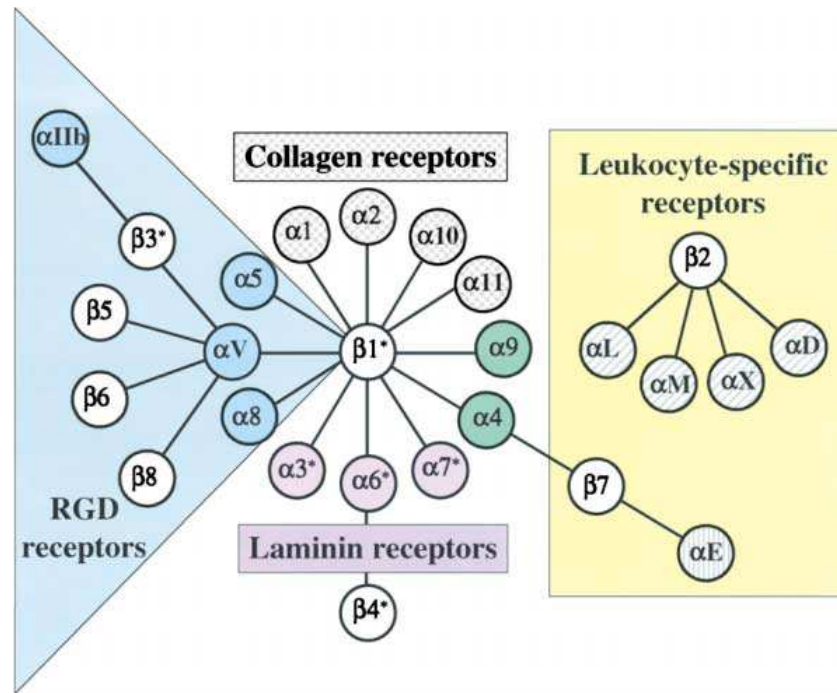 αIIb
Collagen receptors
Leukocyte-specific
receptors
β3*
α1
α2
α10
β2
α5
α11
β5
αV
β1*
α9
αL
αM
αX
αD
β6
α8
α4
β8
α3*
α6*
α7*
β7
RGD
receptors
Laminin receptors
αE
β4*